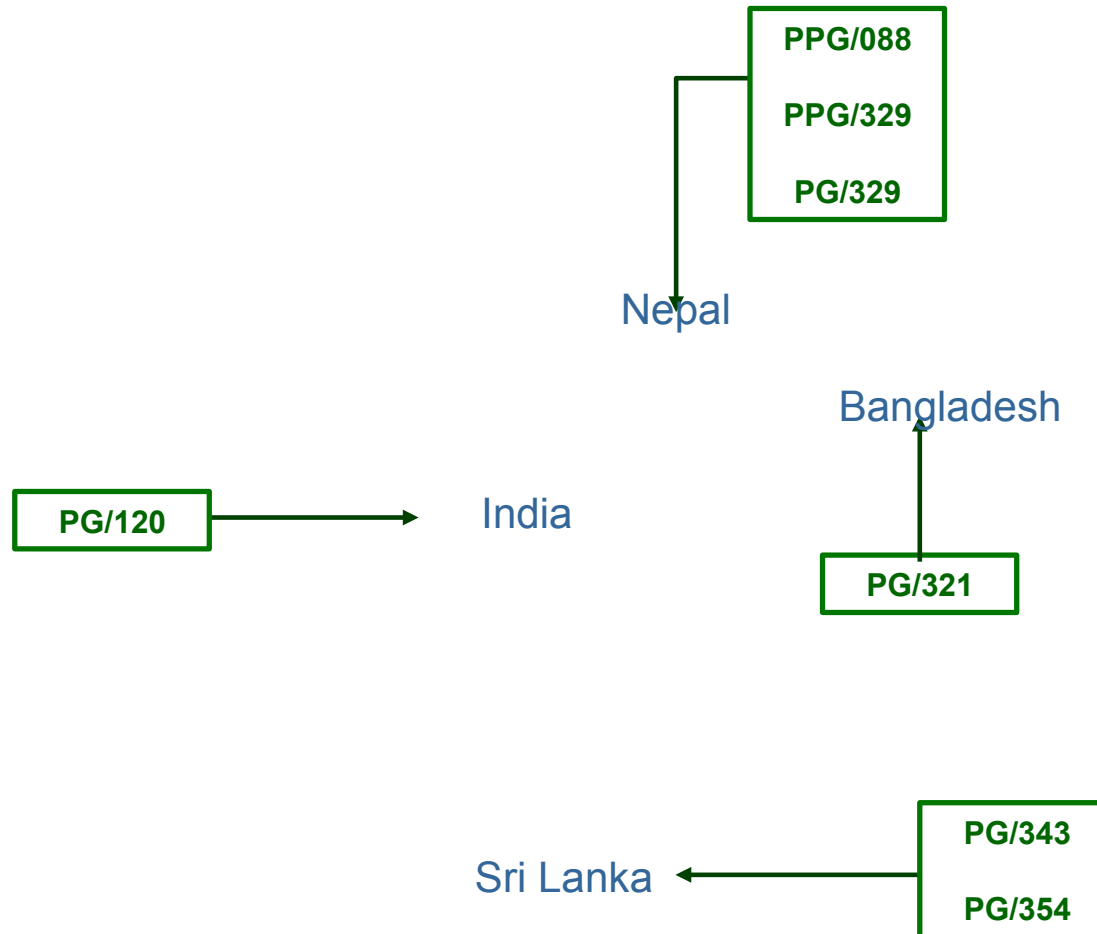 PPG/088
PPG/329
PG/329
Nepal
Bangladesh
PG/120
India
PG/321
PG/343
Sri Lanka
PG/354